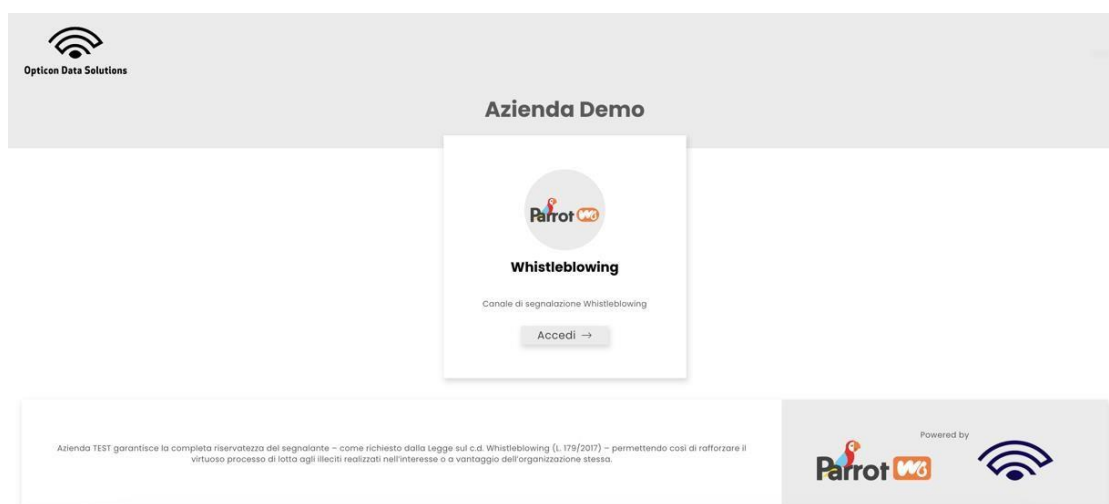 Opticon Data Solutions
Azienda Demo
Parrot WB
Whistleblowing
Canale di segnalazione Whistleblowing
Accedi →
Azienda TEST garantisce la completa riservatezza del segnalante – come richiesto dalla Legge sul c.d. Whistleblowing (L. 179/2017) – permettendo così di rafforzare il
virtuoso processo di lotta agli illeciti realizzati nell'interesse o a vantaggio dell'organizzazione stessa.
Powered by
Parrot WB